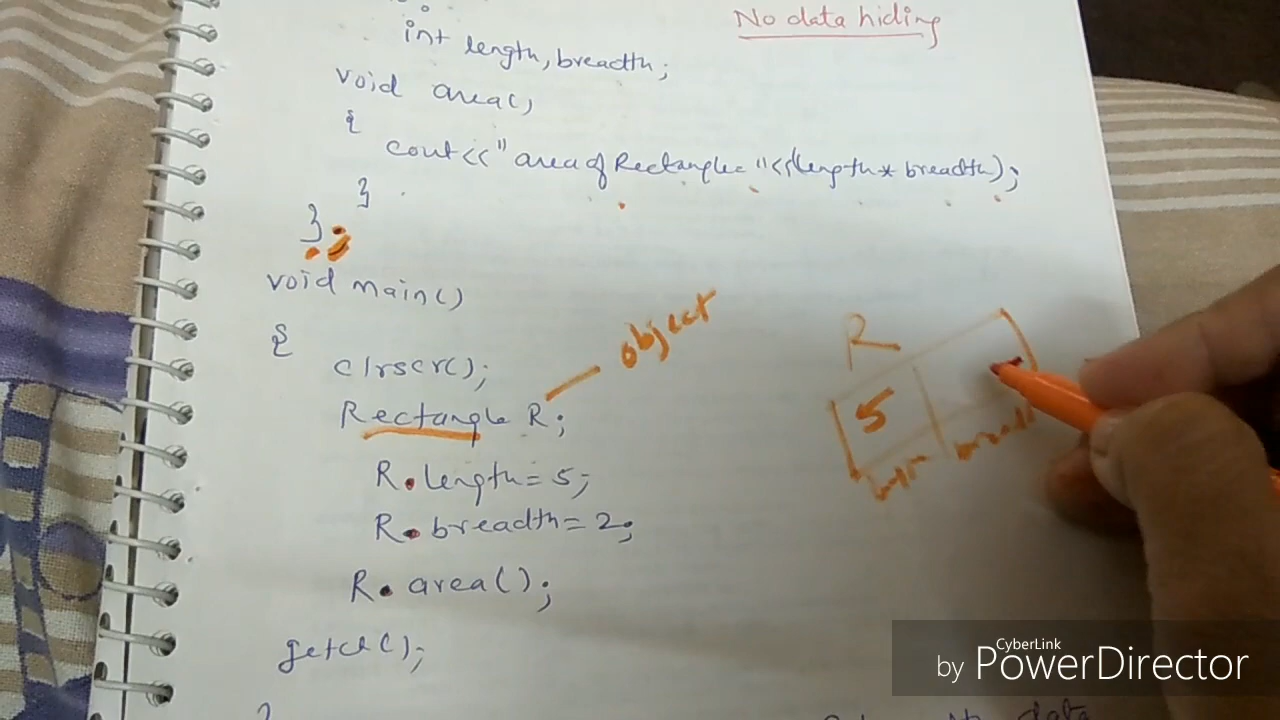 No data hiding
int length, breadth;
void area()
{
cout<<" area of Rectangle= "<<(length * breadth);
}
};
void main()
{
clrscr();
object
Rectangle R;
R
5
R.length=5;
R.breadth=2;
R.area();
getch();
CyberLink
by PowerDirector
data